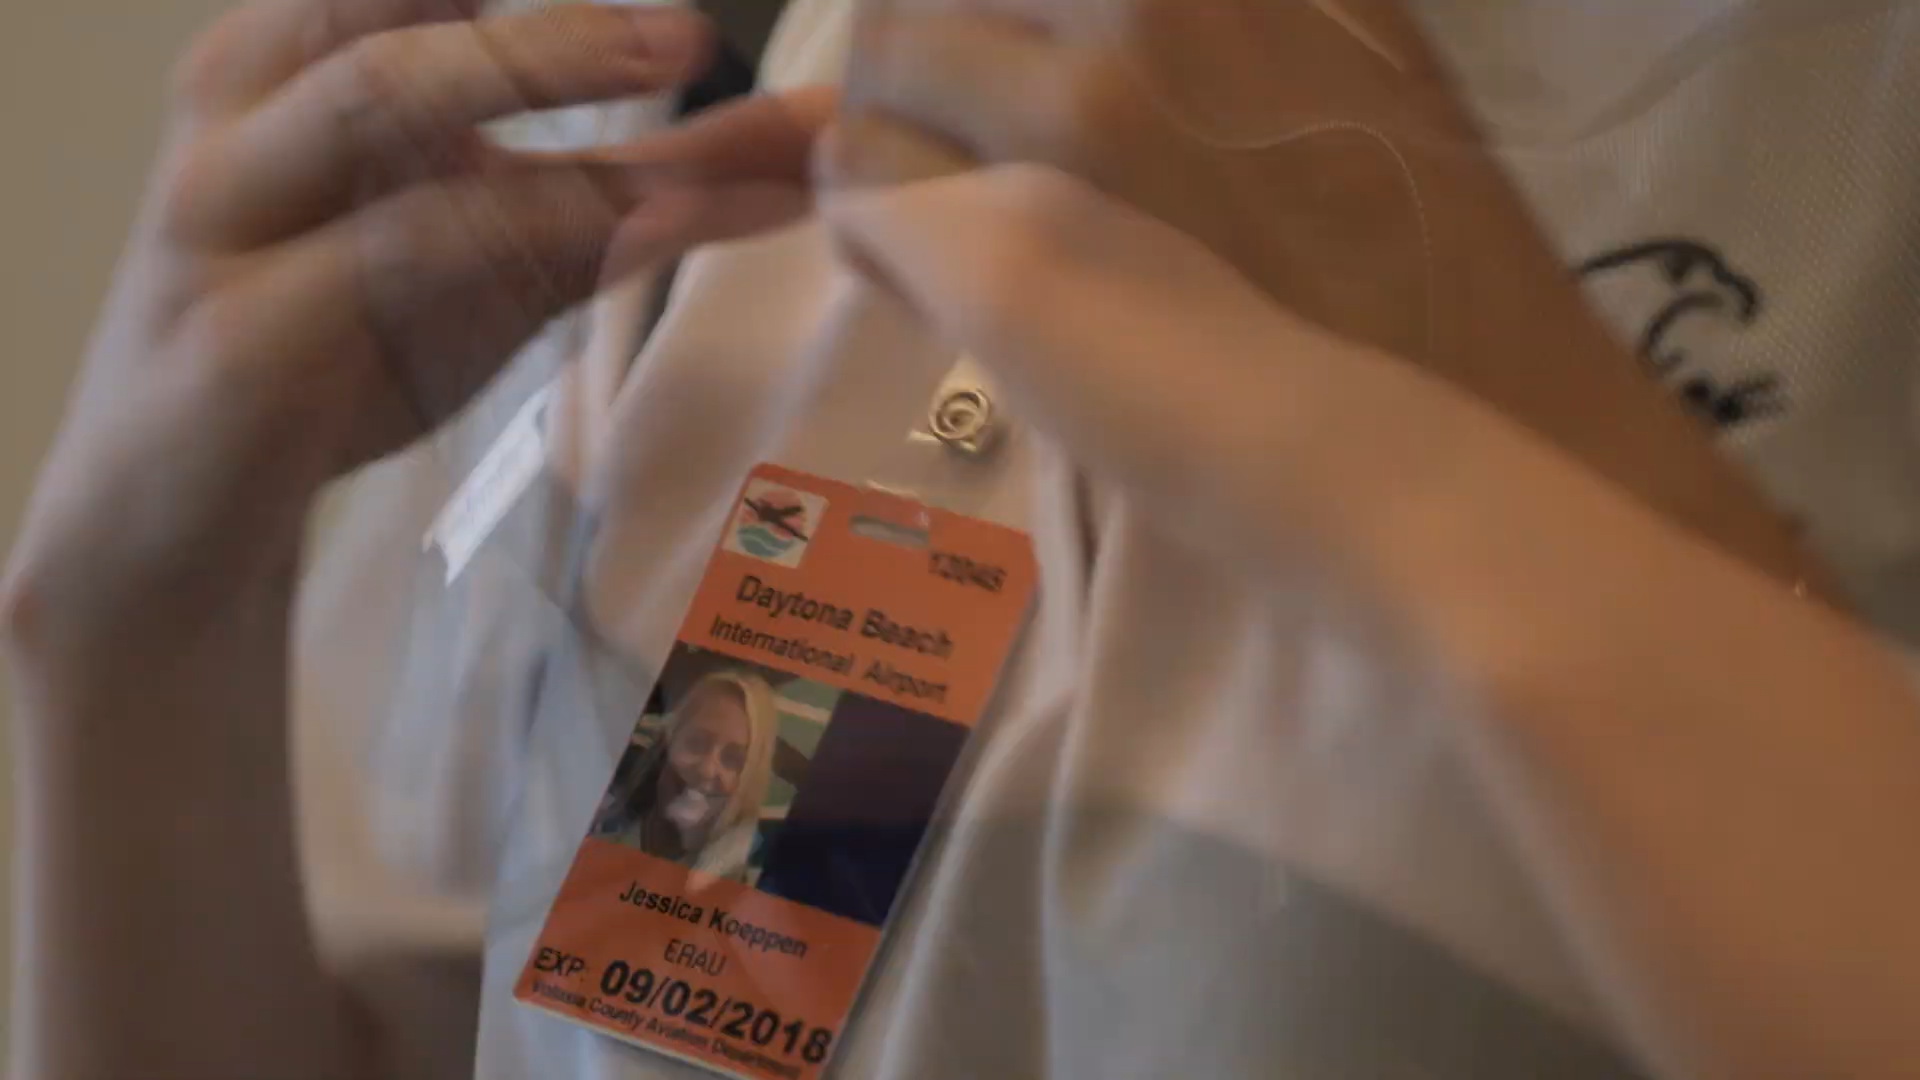 Daytona Beach
International Airport
Jessica Koeppen
ERAU
EXP: 09/02/2018
Volusia County Aviation Department